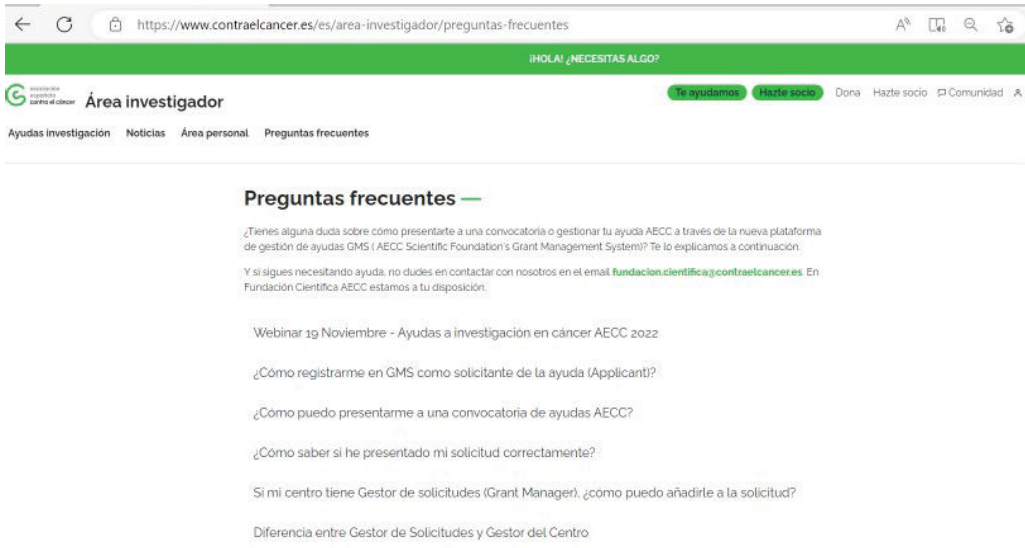 https://www.contraelcancer.es/es/area-investigador/preguntas-frecuentes
¡HOLA! ¿NECESITAS ALGO?
asociación
española
contra el cáncer
Área investigador
Te ayudamos Hazte socio Dona Hazte socio Comunidad
Ayudas investigación Noticias Área personal Preguntas frecuentes
Preguntas frecuentes —
¿Tienes alguna duda sobre cómo presentarte a una convocatoria o gestionar tu ayuda AECC a través de la nueva plataforma
de gestión de ayudas GMS ( AECC Scientific Foundation's Grant Management System)? Te lo explicamos a continuación.
Y si sigues necesitando ayuda, no dudes en contactar con nosotros en el email fundacion.cientifica@contraelcancer.es. En
Fundación Científica AECC estamos a tu disposición.
Webinar 19 Noviembre - Ayudas a investigación en cáncer AECC 2022
¿Cómo registrarme en GMS como solicitante de la ayuda (Applicant)?
¿Cómo puedo presentarme a una convocatoria de ayudas AECC?
¿Cómo saber si he presentado mi solicitud correctamente?
Si mi centro tiene Gestor de solicitudes (Grant Manager), ¿cómo puedo añadirle a la solicitud?
Diferencia entre Gestor de Solicitudes y Gestor del Centro